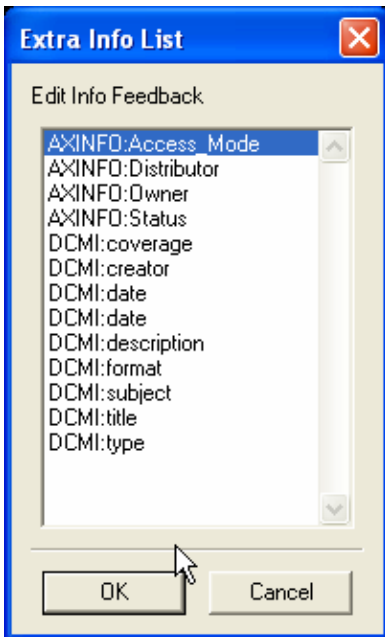 Extra Info List
Edit Info Feedback
AXINFO:Access_Mode
AXINFO:Distributor
AXINFO:Owner
AXINFO:Status
DCMI:coverage
DCMI:creator
DCMI:date
DCMI:date
DCMI:description
DCMI:format
DCMI:subject
DCMI:title
DCMI:type
OK Cancel